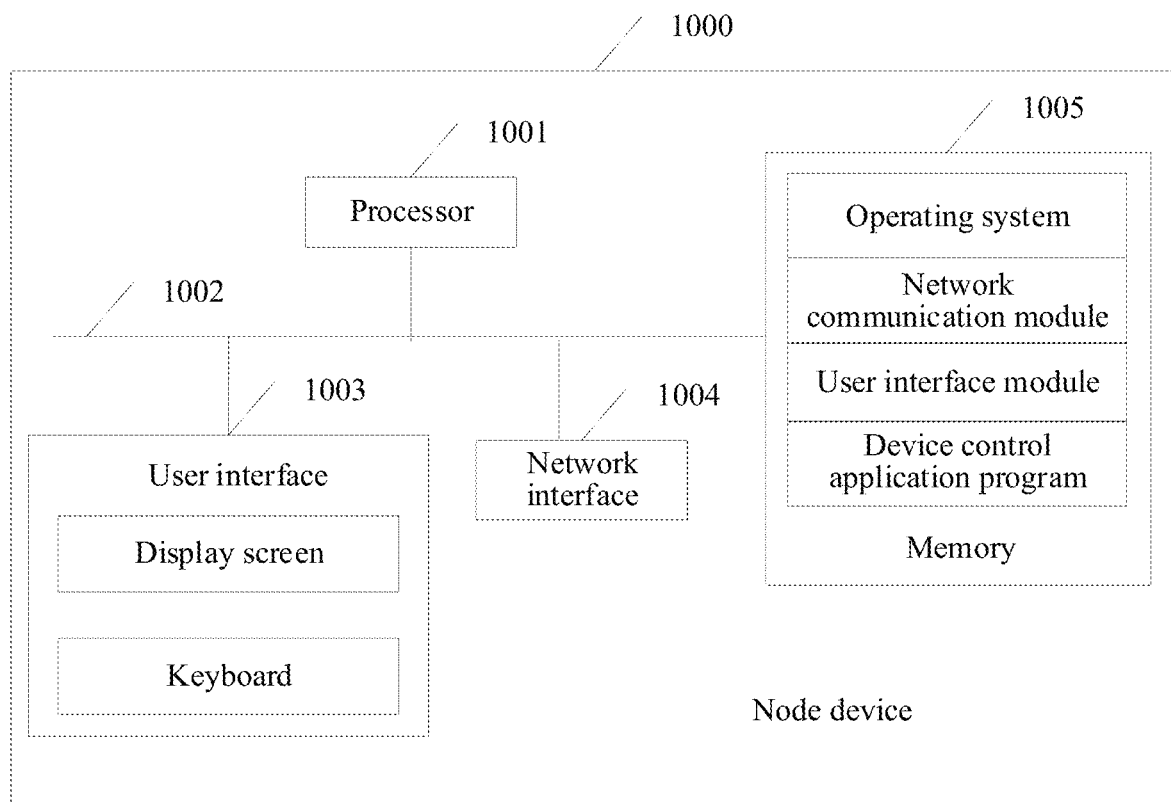 1000
1001
1005
Processor
Operating system
Network
communication module
User interface module
Device control
application program
Memory
1002
1003
1004
User interface
Display screen
Keyboard
Network
interface
Node device